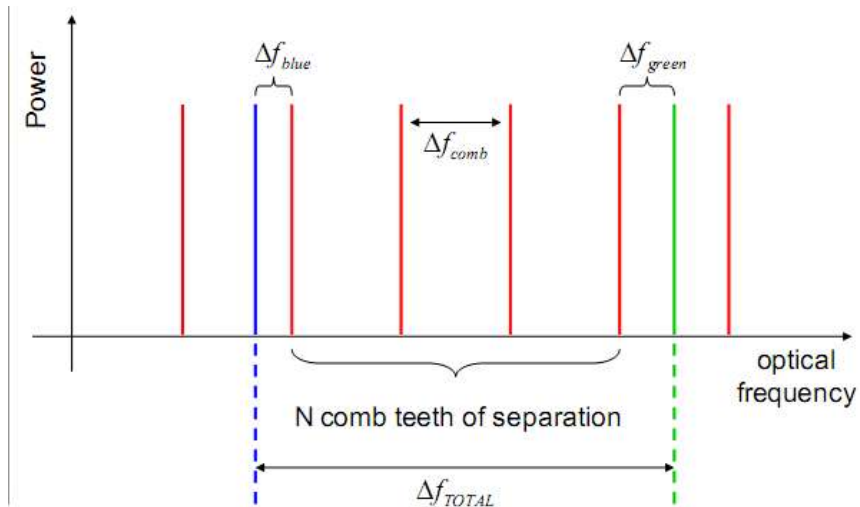 Power
Δf_blue
Δf_green
Δf_comb
optical
frequency
N comb teeth of separation
Δf_TOTAL